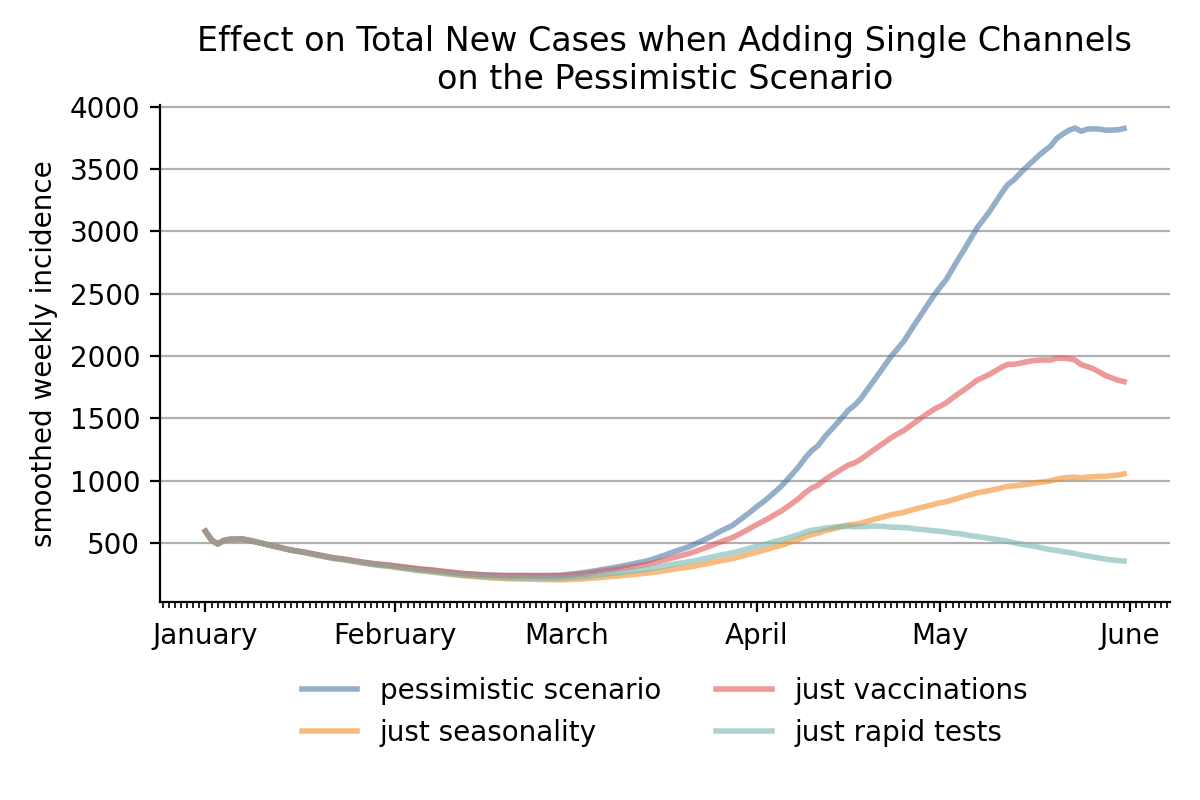 Effect on Total New Cases when Adding Single Channels
on the Pessimistic Scenario
smoothed weekly incidence
4000
3500
3000
2500
2000
1500
1000
500
January February March April May June
pessimistic scenario just vaccinations
just seasonality just rapid tests